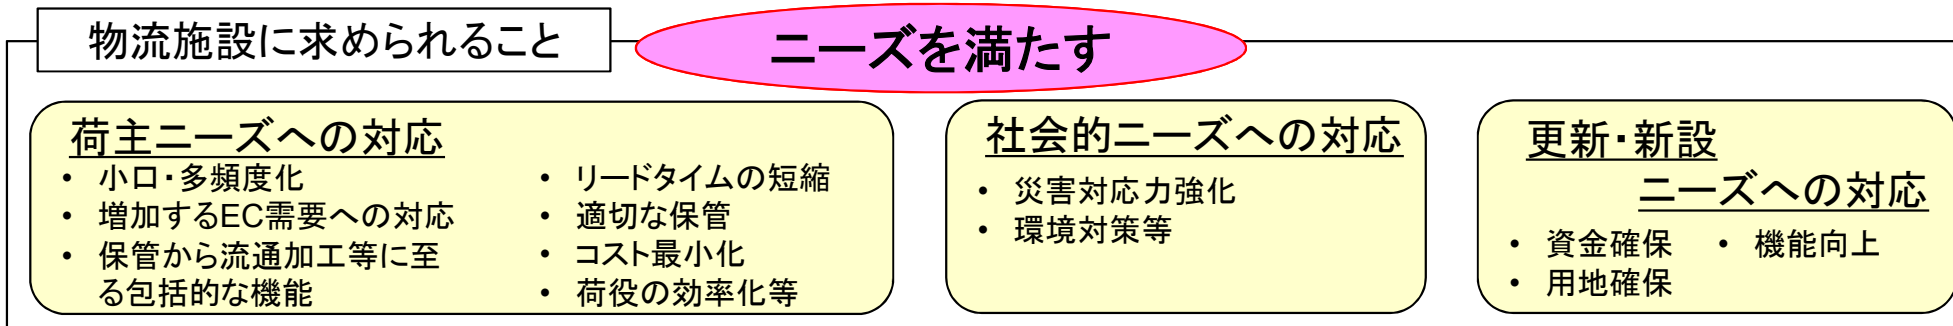 物流施設に求められること
ニーズを満たす
荷主ニーズへの対応
• 小口・多頻度化
• 増加するEC需要への対応
• 保管から流通加工等に至
る包括的な機能
• リードタイムの短縮
• 適切な保管
• コスト最小化
• 荷役の効率化等
社会的ニーズへの対応
• 災害対応力強化
• 環境対策等
更新・新設
ニーズへの対応
• 資金確保
• 用地確保
• 機能向上